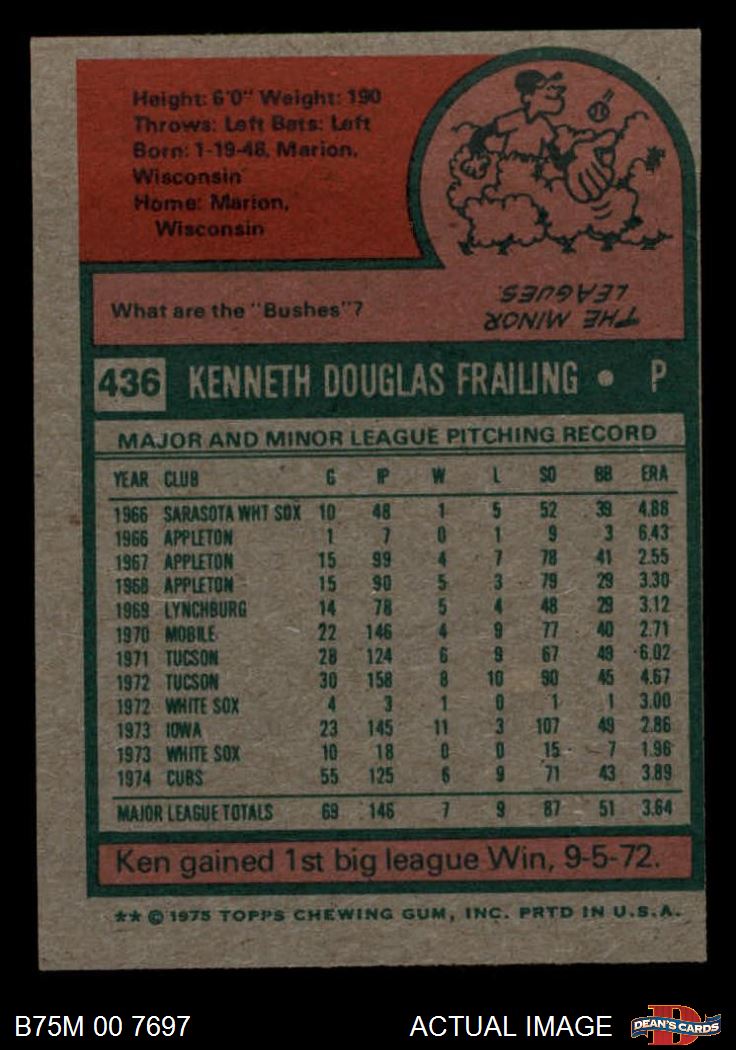 Height: 6'0" Weight: 190
Throws: Left Bats: Left
Born: 1-19-48, Marion,
Wisconsin
Home: Marion,
Wisconsin
What are the "Bushes"?
THE MINOR
LEAGUES.
436 KENNETH DOUGLAS FRAILING • P
MAJOR AND MINOR LEAGUE PITCHING RECORD
YEAR CLUB G IP W L SO BB ERA
1966 SARASOTA WHT SOX 10 48 1 5 52 39 4.88
1966 APPLETON 1 7 0 1 9 3 6.43
1967 APPLETON 15 99 4 7 78 41 2.55
1968 APPLETON 15 90 5 3 79 29 3.30
1969 LYNCHBURG 14 78 5 4 48 29 3.12
1970 MOBILE 22 146 4 9 77 40 2.71
1971 TUCSON 28 124 6 9 67 49 6.02
1972 TUCSON 30 158 8 10 90 45 4.67
1972 WHITE SOX 4 3 1 0 1 1 3.00
1973 IOWA 23 145 11 3 107 49 2.86
1973 WHITE SOX 10 18 0 0 15 7 1.96
1974 CUBS 55 125 6 9 71 43 3.89
MAJOR LEAGUE TOTALS 69 146 7 9 87 51 3.64
Ken gained 1st big league Win, 9-5-72.
** © 1975 TOPPS CHEWING GUM, INC. PRTD IN U.S.A.
B75M 00 7697 ACTUAL IMAGE DEAN'S CARDS